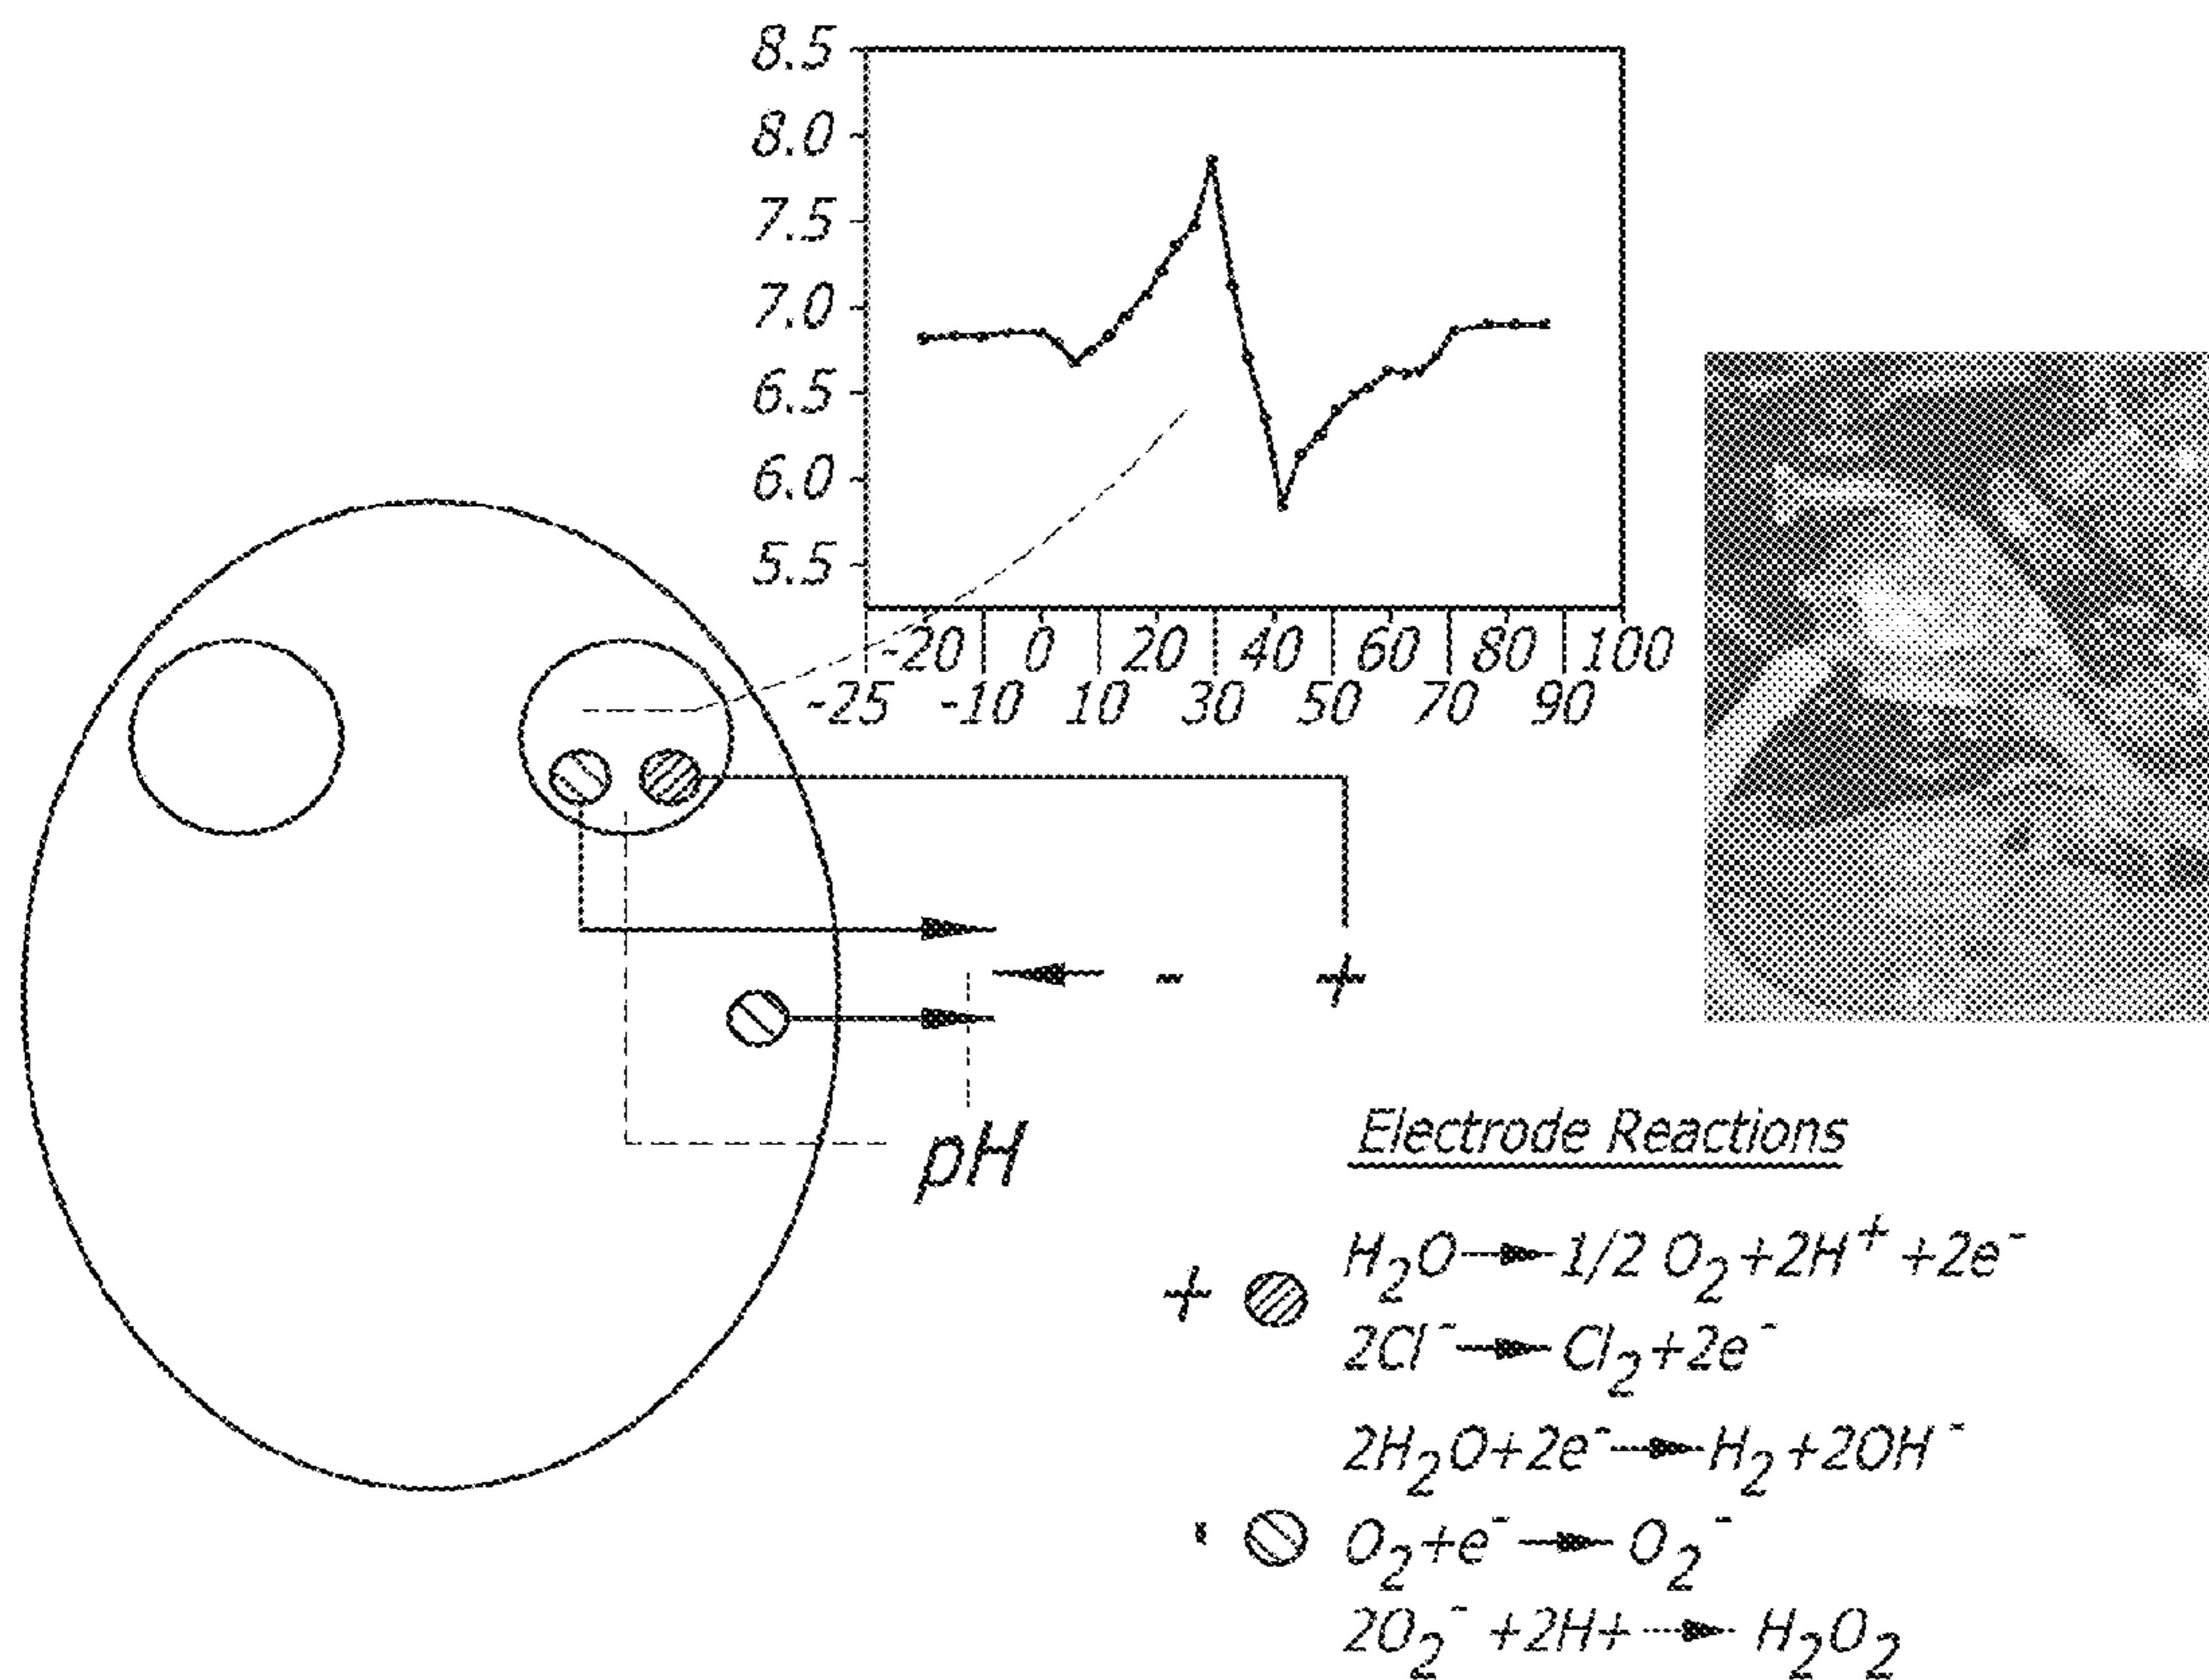 8.5
8.0
7.5
7.0
6.5
6.0
5.5
-20 0 20 40 60 80 100
-25 -10 10 30 50 70 90
- +
pH
Electrode Reactions
H₂O→1/2 O₂+2H⁺+2e⁻
+
2Cl⁻→Cl₂+2e⁻
2H₂O+2e⁻→H₂+2OH⁻
- O₂+e⁻→O₂⁻
2O₂⁻+2H+→H₂O₂